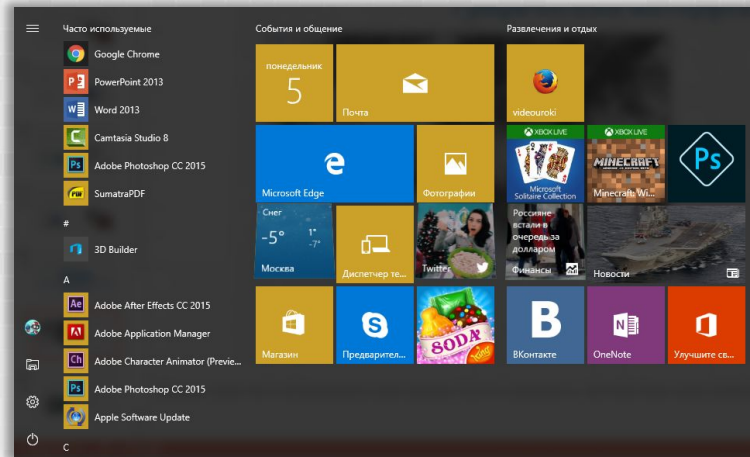 Часто используемые
Google Chrome
PowerPoint 2013
Word 2013
Camtasia Studio 8
Adobe Photoshop CC 2015
SumatraPDF
#
3D Builder
A
Adobe After Effects CC 2015
Adobe Application Manager
Adobe Character Animator (Previe...
Adobe Photoshop CC 2015
Apple Software Update
C
События и общение
понедельник
5
Почта
Microsoft Edge
Фотографии
Снег
-5°
1°
-7°
Москва
Диспетчер те...
Twitter
Магазин
Предварител...
SODA
Развлечения и отдых
videouroki
XBOX LIVE
Microsoft
Solitaire Collection
XBOX LIVE
MINECRAFT
Minecraft: Wi...
Ps
Россияне
встали в
очередь за
долларом
Финансы
Новости
ВКонтакте
OneNote
Улучшите св...